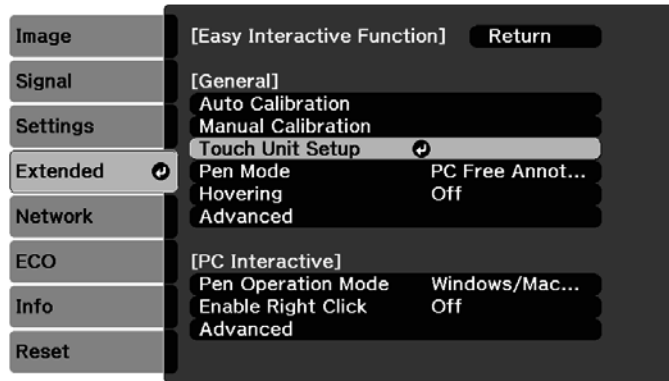 Image
Signal
Settings
Extended
Network
ECO
Info
Reset
[Easy Interactive Function] Return
[General]
Auto Calibration
Manual Calibration
Touch Unit Setup
Pen Mode PC Free Annot...
Hovering Off
Advanced
[PC Interactive]
Pen Operation Mode Windows/Mac...
Enable Right Click Off
Advanced